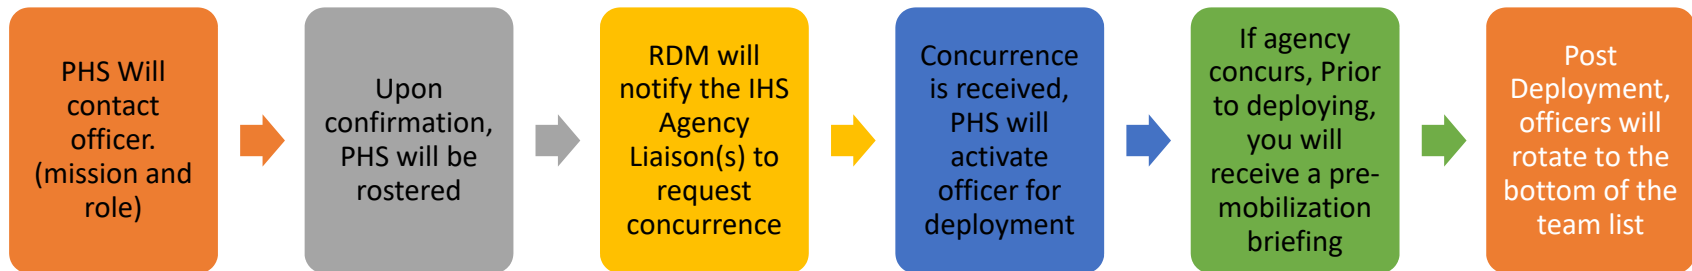 PHS Will
contact
officer.
(mission and
role)
Upon
confirmation,
PHS will be
rostered
RDM will
notify the IHS
Agency
Liaison(s) to
request
concurrence
Concurrence
is received,
PHS will
activate
officer for
deployment
If agency
concurs, Prior
to deploying,
you will
receive a pre-
mobilization
briefing
Post
Deployment,
officers will
rotate to the
bottom of the
team list